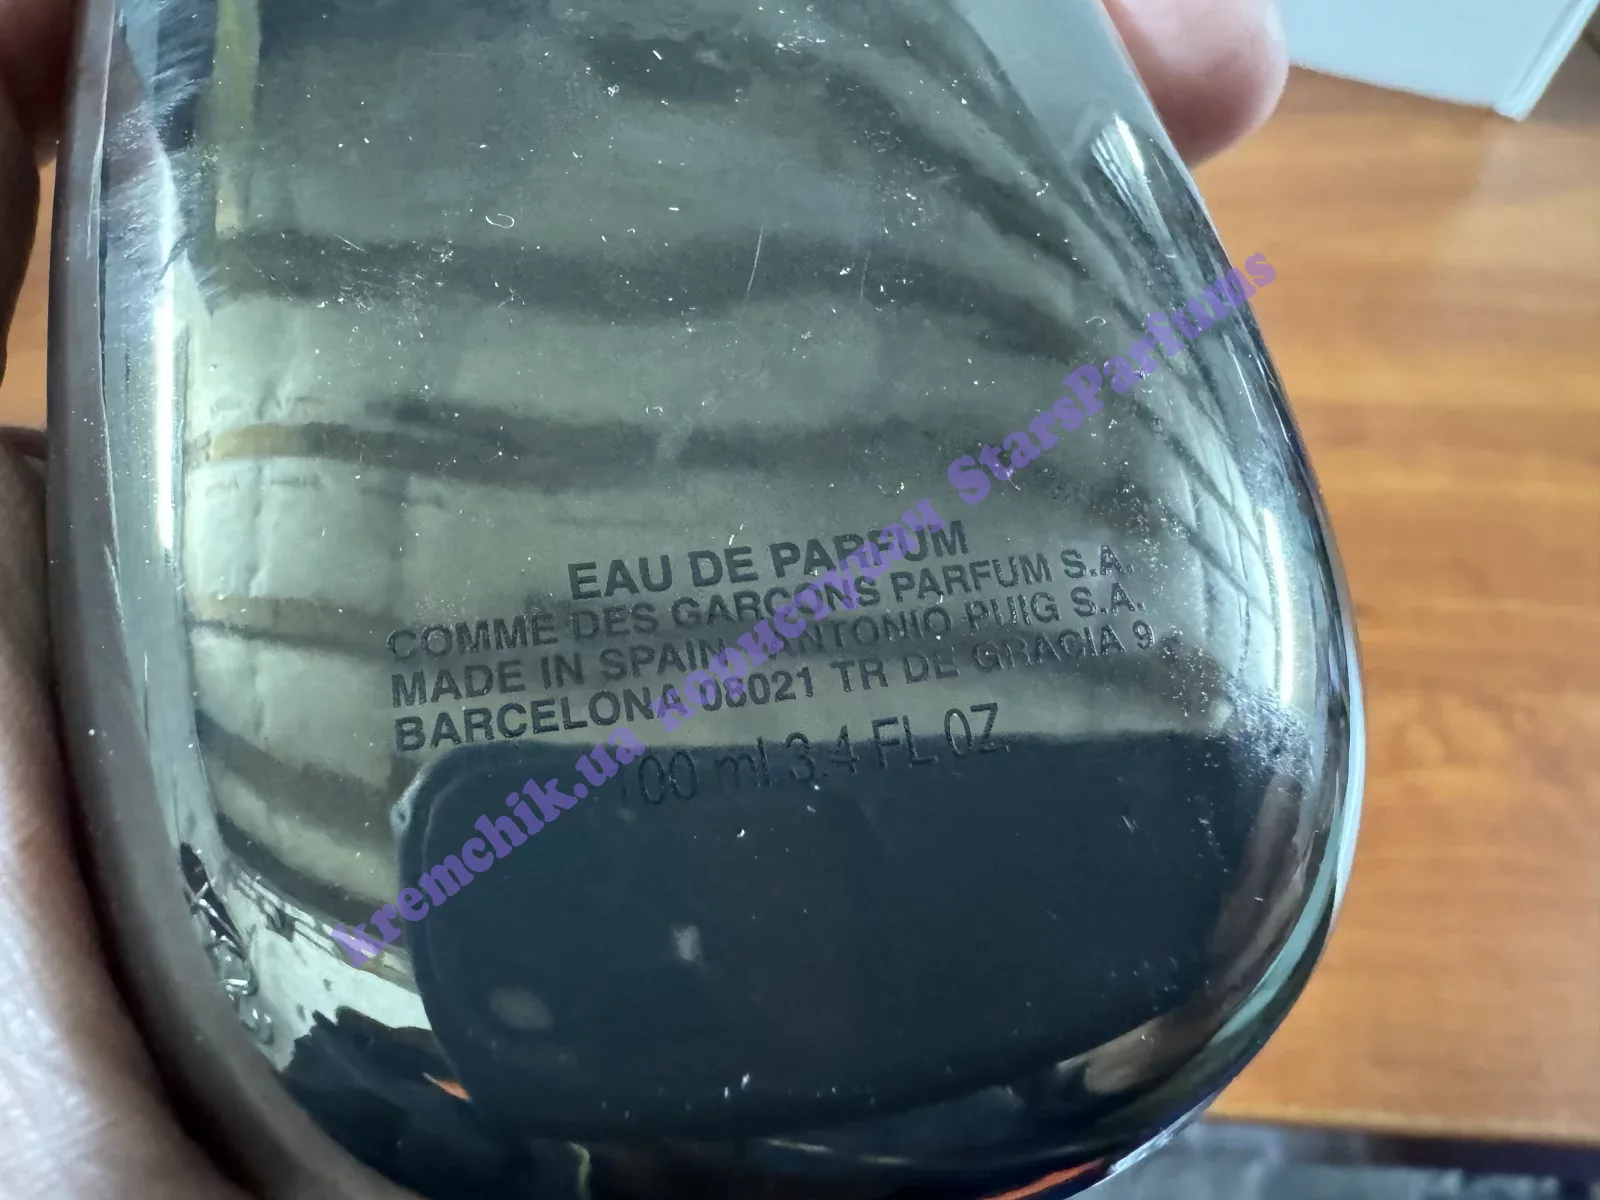 EAU DE PARFUM
COMME DES GARÇONS PARFUM S.A.
MADE IN SPAIN ANTONIO PUIG S.A.
BARCELONA 08021 TR DE GRACIA 9
100 ml 3.4 FL OZ
kremchik.ua StarsParfums